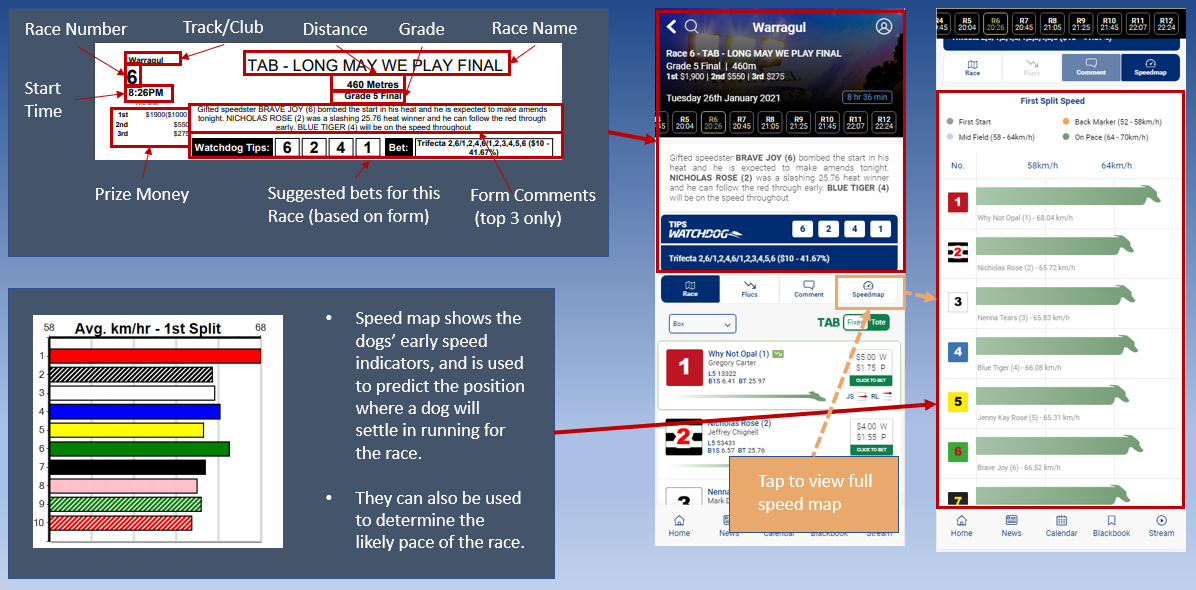 Race Number
Track/Club
Distance
Grade
Race Name
Start
Time
Warragul
6
8:26PM
TAB - LONG MAY WE PLAY FINAL
460 Metres
Grade 5 Final
1st $1900($1000
2nd $550
3rd $275
Gifted speedster BRAVE JOY (6) bombed the start in his heat and he is expected to make amends
tonight. NICHOLAS ROSE (2) was a slashing 25.76 heat winner and he can follow the red through
early. BLUE TIGER (4) will be on the speed throughout
Watchdog Tips: 6 2 4 1 Bet: Trifecta 2,6/1,2,4,6/1,2,3,4,5,6 ($10 -
41.67%)
Prize Money
Suggested bets for this
Race (based on form)
Form Comments
(top 3 only)
58 Avg. km/hr - 1st Split 68
1
2
3
4
5
6
7
8
9
10
• Speed map shows the
dogs’ early speed
indicators, and is used
to predict the position
where a dog will
settle in running for
the race.
• They can also be used
to determine the
likely pace of the race.
Warragul
Race 6 - TAB - LONG MAY WE PLAY FINAL
Grade 5 Final | 460m
1st $1,900 | 2nd $550 | 3rd $275
Tuesday 26th January 2021
8 hr 36 min
R5 R6 R7 R8 R9 R10 R11 R12
20:04 20:26 20:45 21:05 21:25 21:45 22:07 22:24
Gifted speedster BRAVE JOY (6) bombed the start in his
heat and he is expected to make amends tonight.
NICHOLAS ROSE (2) was a slashing 25.76 heat winner
and he can follow the red through early. BLUE TIGER (4)
will be on the speed throughout.
TIPS
WATCHDOG
6 2 4 1
Trifecta 2,6/1,2,4,6/1,2,3,4,5,6 ($10 - 41.67%)
Race
Flucs
Comment
Speedmap
Box
TAB
Fixed Tote
1
Why Not Opal (1)
Gregory Carter
L5 13322
B1S 6.41 BT 25.97
$5.00 W
$1.75 P
CLICK TO BET
JS RL
2
Nicholas Rose (2)
Jeffrey Chignell
L5 53431
B1S 6.57 BT 25.76
$4.00 W
$1.55 P
CLICK TO BET
3
Nenna
Mark D
Tap to view full
speed map
Home
News
Calendar
Blackbook
Stream
R4 R5 R6 R7 R8 R9 R10 R11 R12
9:45 20:04 20:26 20:45 21:05 21:25 21:45 22:07 22:24
Trifecta 2,6/1,2,4,6/1,2,3,4,5,6 ($10 - 41.67%)
Race
Flucs
Comment
Speedmap
First Split Speed
First Start
Back Marker (52 - 58km/h)
Mid Field (58 - 64km/h)
On Pace (64 - 70km/h)
No. 58km/h 64km/h
1
Why Not Opal (1) - 68.04 km/h
2
Nicholas Rose (2) - 65.72 km/h
3
Nenna Tears (3) - 65.83 km/h
4
Blue Tiger (4) - 66.08 km/h
5
Jenny Kay Rose (5) - 65.31 km/h
6
Brave Joy (6) - 66.52 km/h
7
Home
News
Calendar
Blackbook
Stream